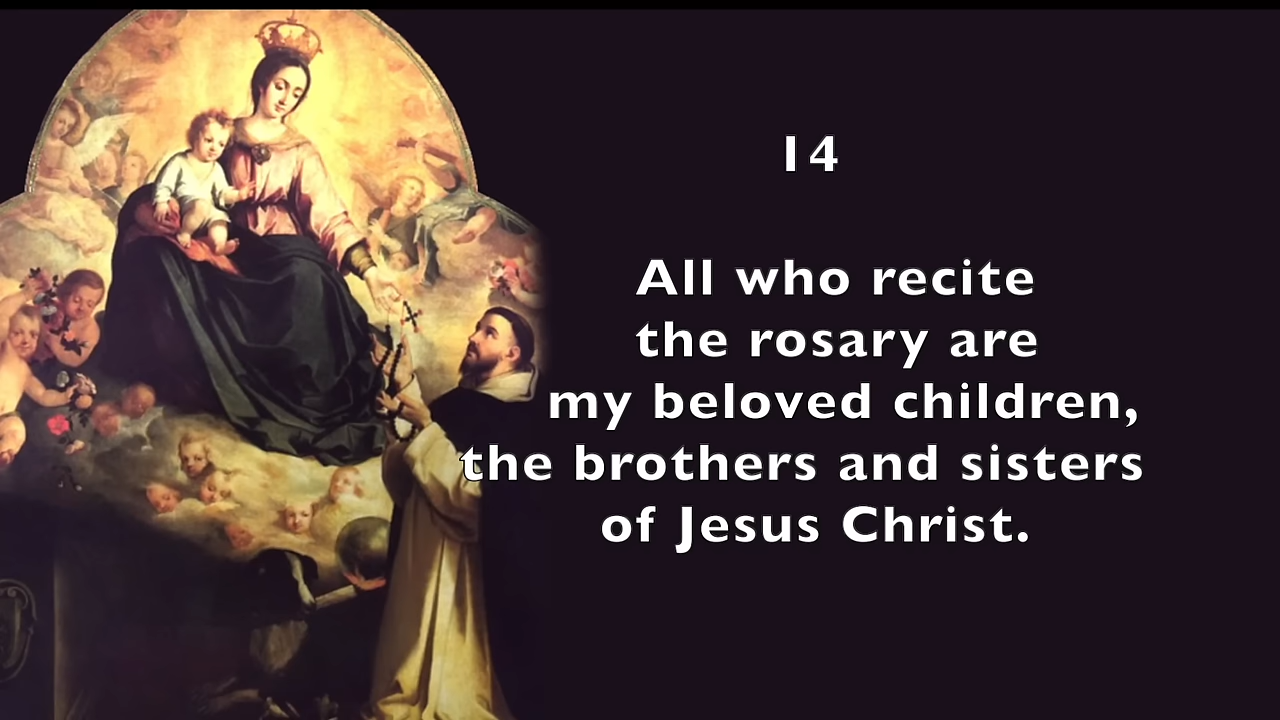 14
All who recite
the rosary are
my beloved children,
the brothers and sisters
of Jesus Christ.